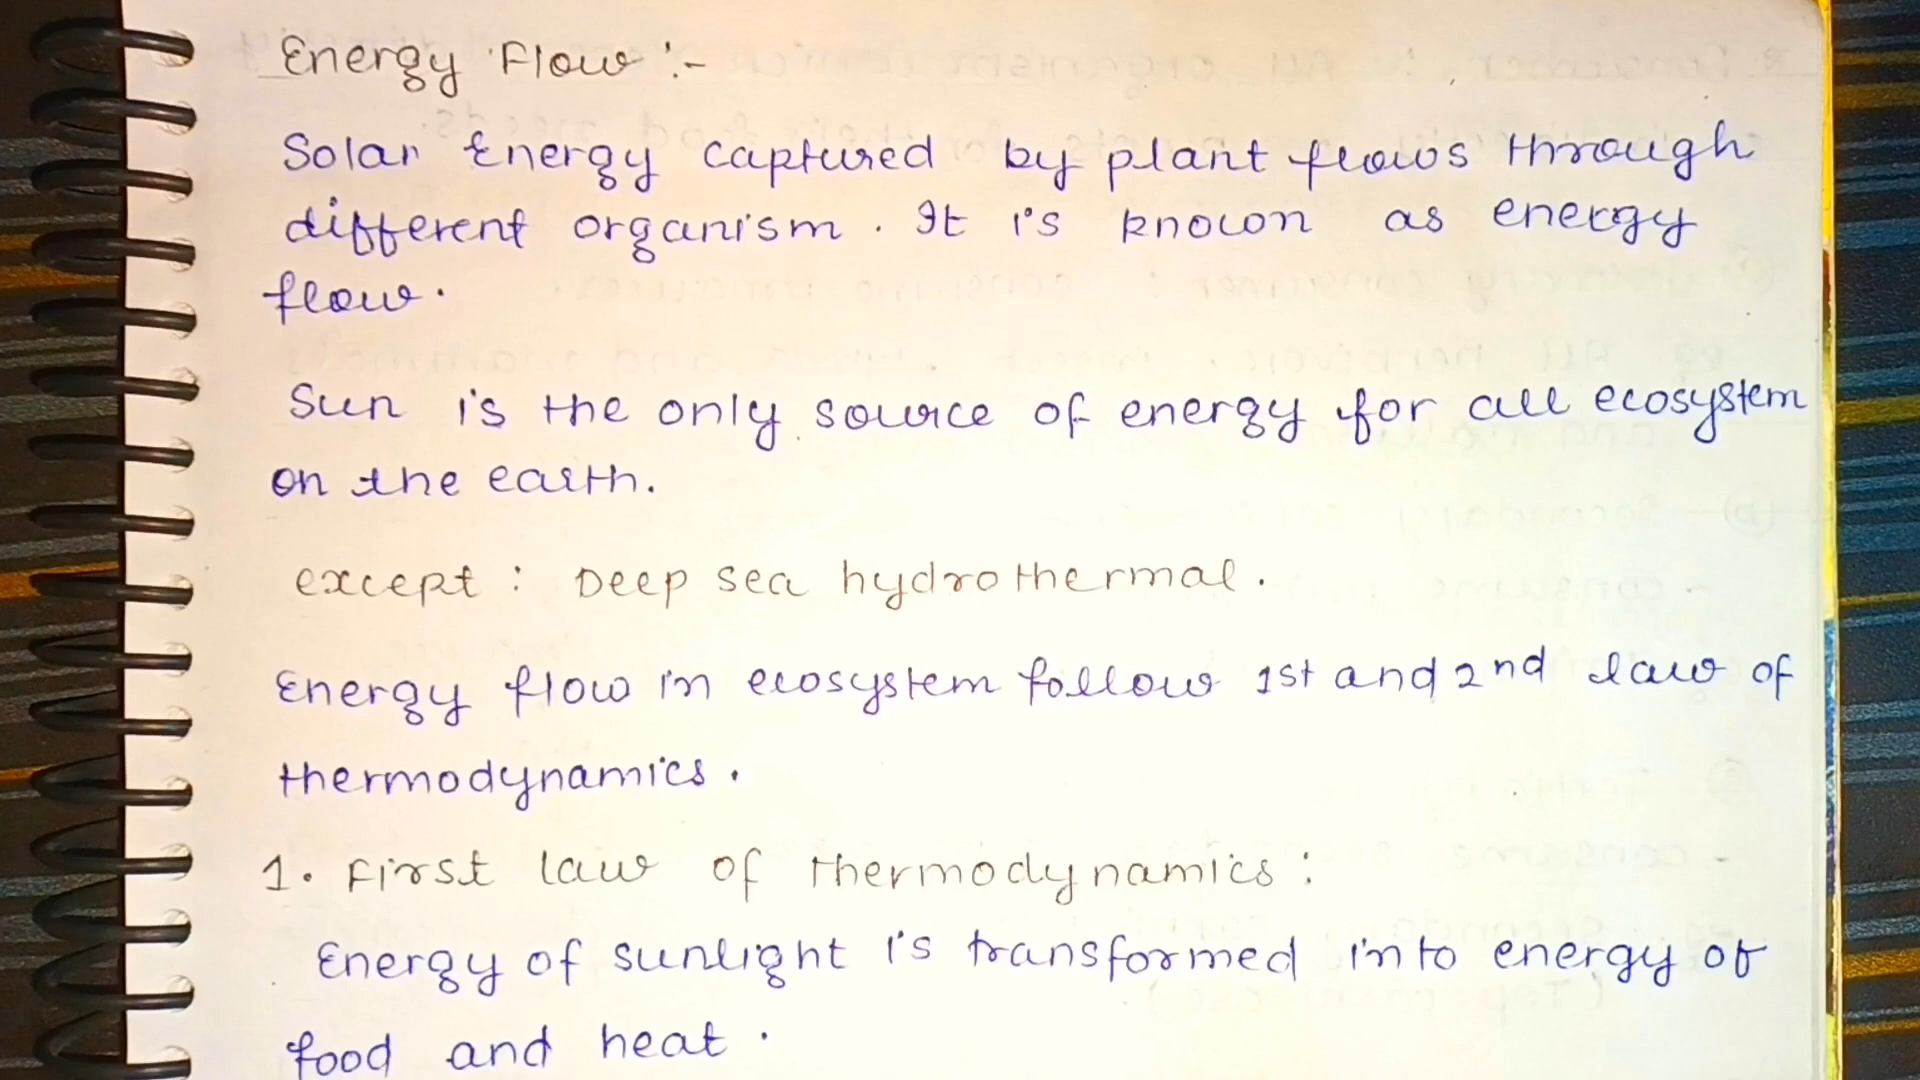 Energy Flow :-
Solar Energy captured by plant flows through
different organism. It is known as energy
flow.
Sun is the only source of energy for all ecosystem
on the earth.
except : Deep sea hydrothermal.
Energy flow in ecosystem follow 1st and 2nd law of
thermodynamics.
1. First law of thermodynamics :
Energy of sunlight is transformed into energy of
food and heat.